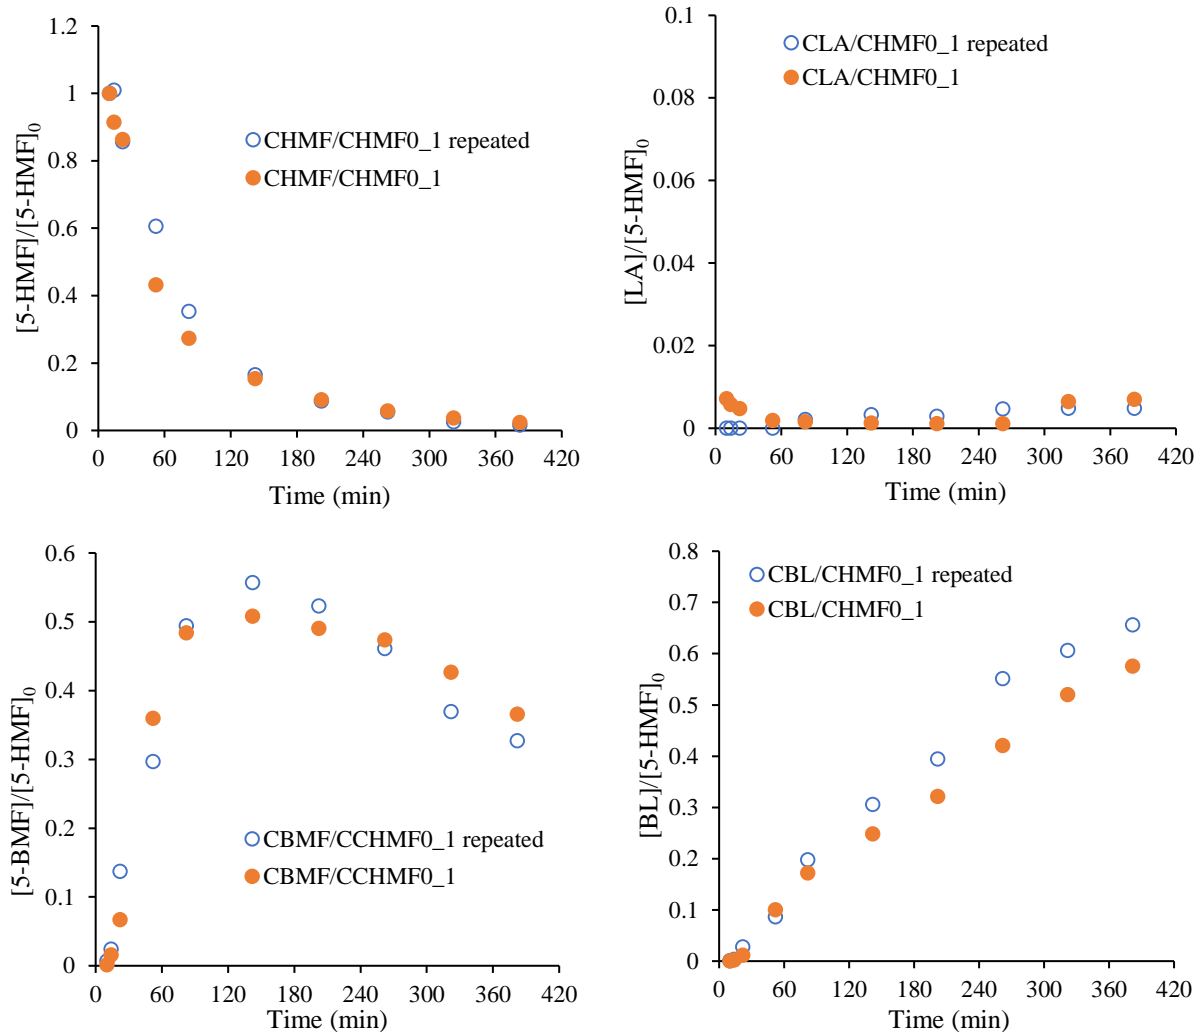 1.2
1
0.8
0.6
0.4
0.2
0
0 60 120 180 240 300 360 420
Time (min)
[5-HMF]/[5-HMF]₀
CHMF/CHMF0_1 repeated
CHMF/CHMF0_1
0.1
0.08
0.06
0.04
0.02
0
0 60 120 180 240 300 360 420
Time (min)
[LA]/[5-HMF]₀
CLA/CHMF0_1 repeated
CLA/CHMF0_1
0.6
0.5
0.4
0.3
0.2
0.1
0
0 60 120 180 240 300 360 420
Time (min)
[5-BMF]/[5-HMF]₀
CBMF/CCHMF0_1 repeated
CBMF/CCHMF0_1
0.8
0.7
0.6
0.5
0.4
0.3
0.2
0.1
0
0 60 120 180 240 300 360 420
Time (min)
[BL]/[5-HMF]₀
CBL/CHMF0_1 repeated
CBL/CHMF0_1